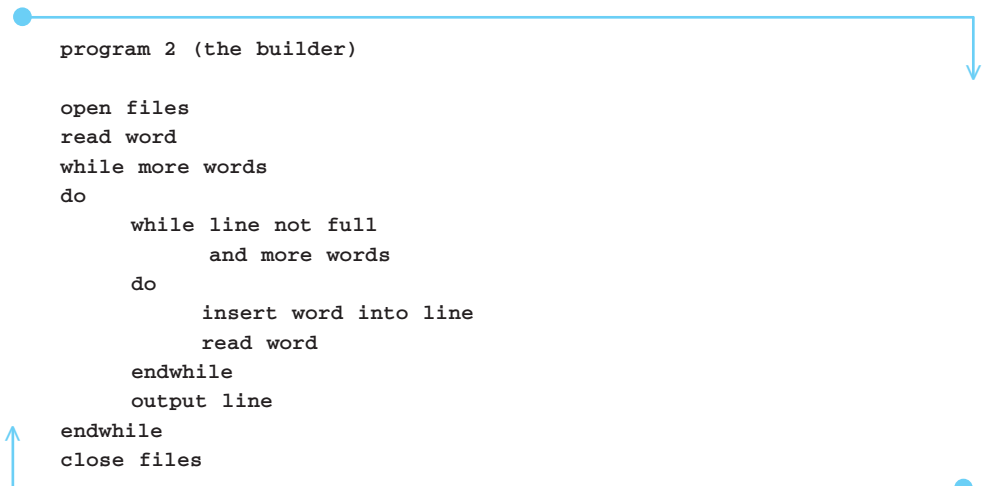 program 2 (the builder)
open files
read word
while more words
do
while line not full
and more words
do
insert word into line
read word
endwhile
output line
endwhile
close files